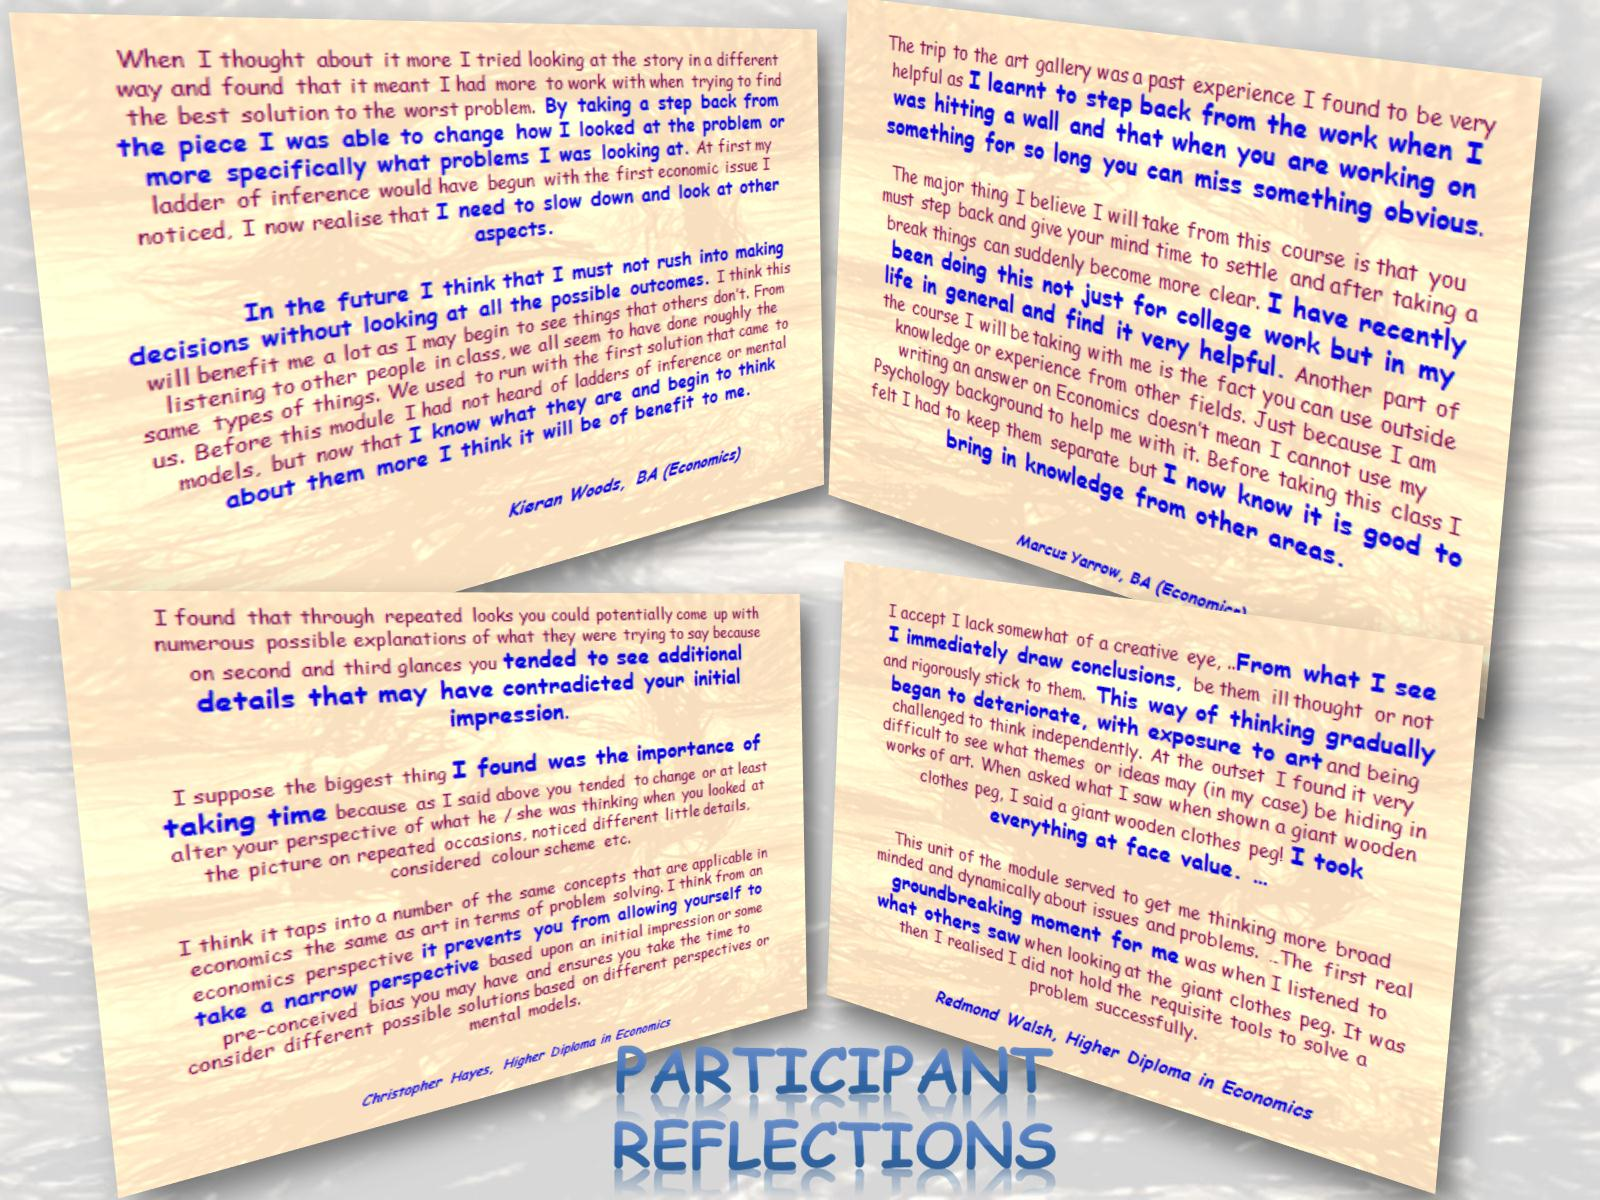 When I thought about it more I tried looking at the story in a different
way and found that it meant I had more to work with when trying to find
the best solution to the worst problem. By taking a step back from
the piece I was able to change how I looked at the problem or
more specifically what problems I was looking at. At first my
ladder of inference would have begun with the first economic issue I
noticed, I now realise that I need to slow down and look at other
aspects.
In the future I think that I must not rush into making
decisions without looking at all the possible outcomes. I think this
will benefit me a lot as I may begin to see things that others don't. From
listening to other people in class, we all seem to have done roughly the
same types of things. We used to run with the first solution that came to
us. Before this module I had not heard of ladders of inference or mental
models, but now that I know what they are and begin to think
about them more I think it will be of benefit to me.
Kieran Woods, BA (Economics)
The trip to the art gallery was a past experience I found to be very
helpful as I learnt to step back from the work when I
was hitting a wall and that when you are working on
something for so long you can miss something obvious.
The major thing I believe I will take from this course is that you
must step back and give your mind time to settle and after taking a
break things can suddenly become more clear. I have recently
been doing this not just for college work but in my
life in general and find it very helpful. Another part of
the course I will be taking with me is the fact you can use outside
knowledge or experience from other fields. Just because I am
writing an answer on Economics doesn't mean I cannot use my
Psychology background to help me with it. Before taking this class I
felt I had to keep them separate but I now know it is good to
bring in knowledge from other areas.
Marcus Yarrow, BA (Economics)
I found that through repeated looks you could potentially come up with
numerous possible explanations of what they were trying to say because
on second and third glances you tended to see additional
details that may have contradicted your initial
impression.
I suppose the biggest thing I found was the importance of
taking time because as I said above you tended to change or at least
alter your perspective of what he / she was thinking when you looked at
the picture on repeated occasions, noticed different little details,
considered colour scheme etc.
I think it taps into a number of the same concepts that are applicable in
economics the same as art in terms of problem solving. I think from an
economics perspective it prevents you from allowing yourself to
take a narrow perspective based upon an initial impression or some
pre-conceived bias you may have and ensures you take the time to
consider different possible solutions based on different perspectives or
mental models.
Christopher Hayes, Higher Diploma in Economics
I accept I lack somewhat of a creative eye, ..From what I see
I immediately draw conclusions, be them ill thought or not
and rigorously stick to them. This way of thinking gradually
began to deteriorate, with exposure to art and being
challenged to think independently. At the outset I found it very
difficult to see what themes or ideas may (in my case) be hiding in
works of art. When asked what I saw when shown a giant wooden
clothes peg, I said a giant wooden clothes peg! I took
everything at face value. ...
This unit of the module served to get me thinking more broad
minded and dynamically about issues and problems. ..The first real
groundbreaking moment for me was when I listened to
what others saw when looking at the giant clothes peg. It was
then I realised I did not hold the requisite tools to solve a
problem successfully.
Redmond Walsh, Higher Diploma in Economics
PARTICIPANT
REFLECTIONS